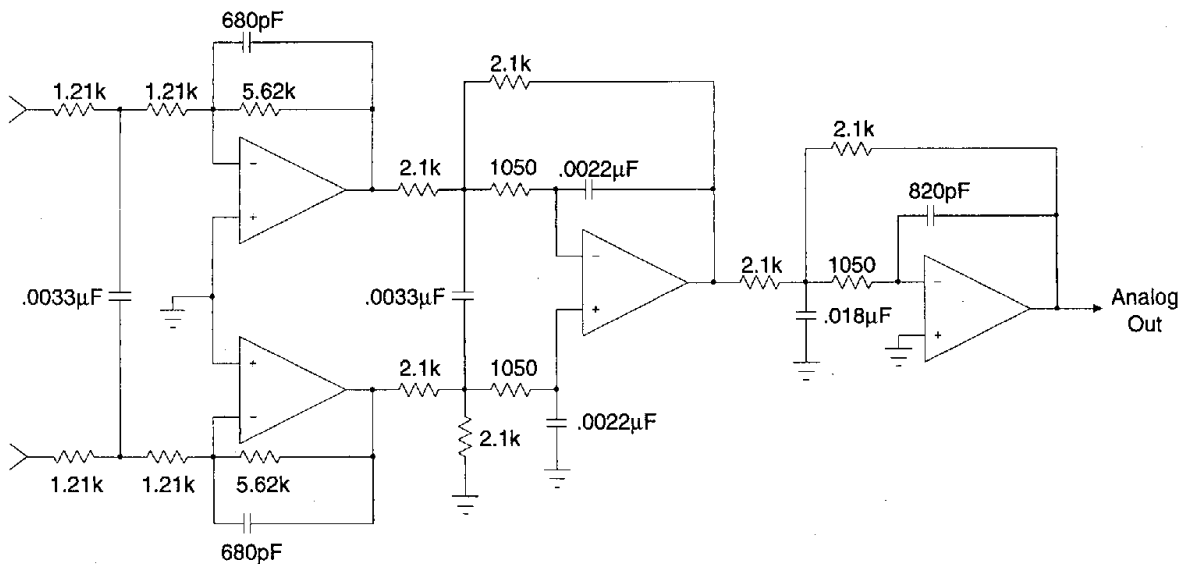 680pF
1.21k 1.21k 5.62k
-
+
.0033µF
+
-
1.21k 1.21k 5.62k
680pF
2.1k
2.1k 1050 .0022µF
-
+
.0033µF
2.1k 1050
.0022µF
2.1k
2.1k
820pF
2.1k 1050
-
+
.018µF
Analog
Out